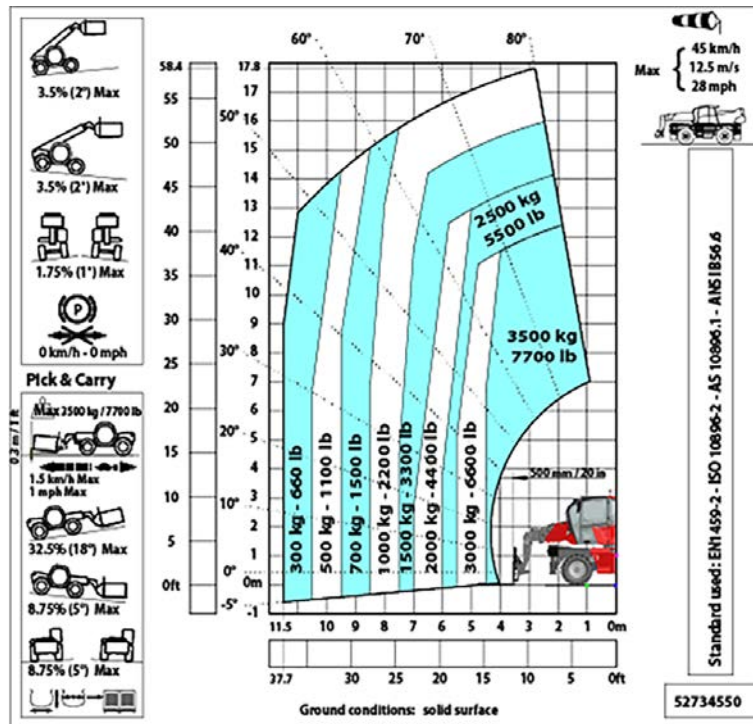 60°
70°
80°
45 km/h
Max
12.5 m/s
28 mph
3.5% (2°) Max
3.5% (2°) Max
1.75% (1°) Max
P
0 km/h - 0 mph
Pick & Carry
Max 3500 kg / 7700 lb
0.3 m / 1 ft
1.5 km/h Max
1 mph Max
32.5% (18°) Max
8.75% (5°) Max
8.75% (5°) Max
58.4
55
50
45
40
35
30
25
20
15
10
5
0ft
17.8
16
15
14
13
12
11
10
9
8
7
6
5
4
3
2
1
0m
-1
50°
40°
30°
20°
10°
0°
-5°
2500 kg
5500 lb
3500 kg
7700 lb
300 kg - 660 lb
500 kg - 1100 lb
700 kg - 1500 lb
1000 kg - 2200 lb
1500 kg - 3300 lb
2000 kg - 4400 lb
3000 kg - 6600 lb
500 mm / 20 in
11.5 10 9 8 7 6 5 4 3 2 1 0m
37.7 30 25 20 15 10 5 0ft
Ground conditions: solid surface
Standard used: EN1459-2 - ISO 10896-2 - AS 10896.1 - ANSI B56.6
52734550